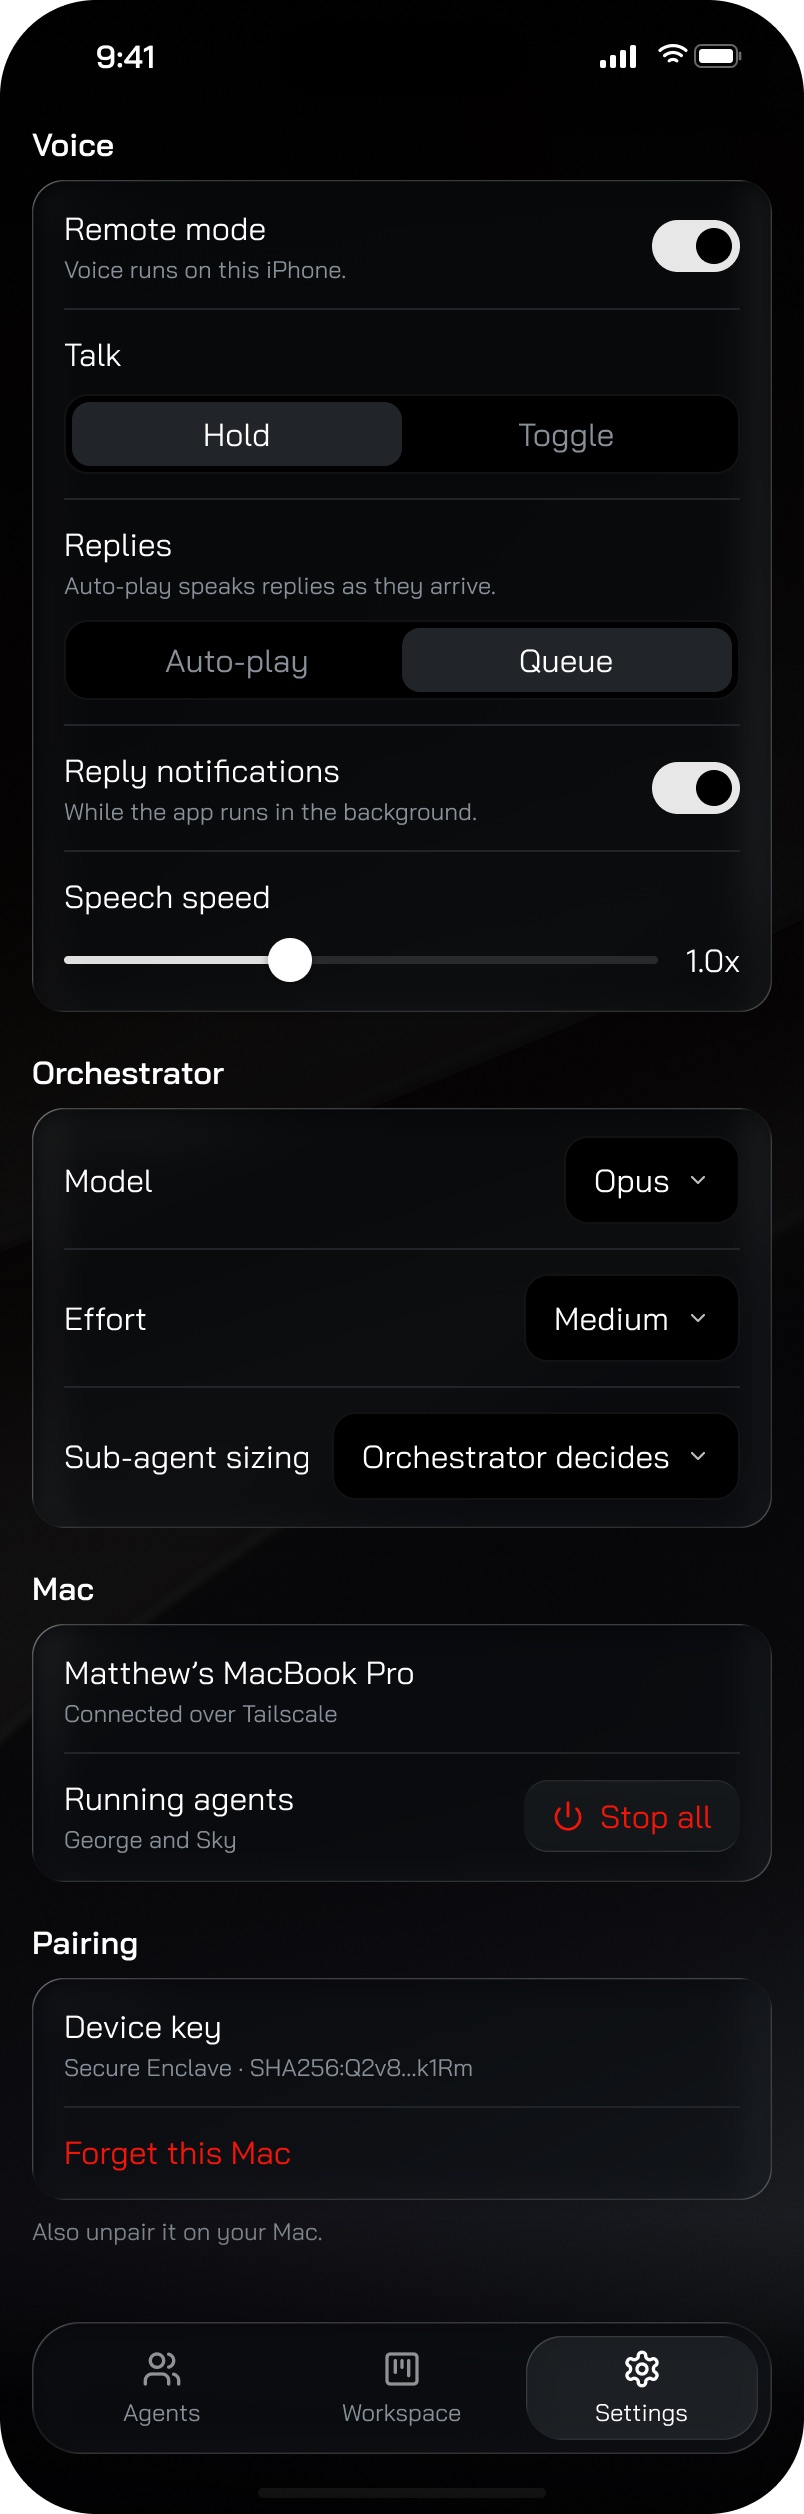 9:41
Voice
Remote mode
Voice runs on this iPhone.
Talk
Hold
Toggle
Replies
Auto-play speaks replies as they arrive.
Auto-play
Queue
Reply notifications
While the app runs in the background.
Speech speed
1.0x
Orchestrator
Model
Opus
Effort
Medium
Sub-agent sizing
Orchestrator decides
Mac
Matthew’s MacBook Pro
Connected over Tailscale
Running agents
George and Sky
Stop all
Pairing
Device key
Secure Enclave · SHA256:Q2v8...k1Rm
Forget this Mac
Also unpair it on your Mac.
Agents
Workspace
Settings